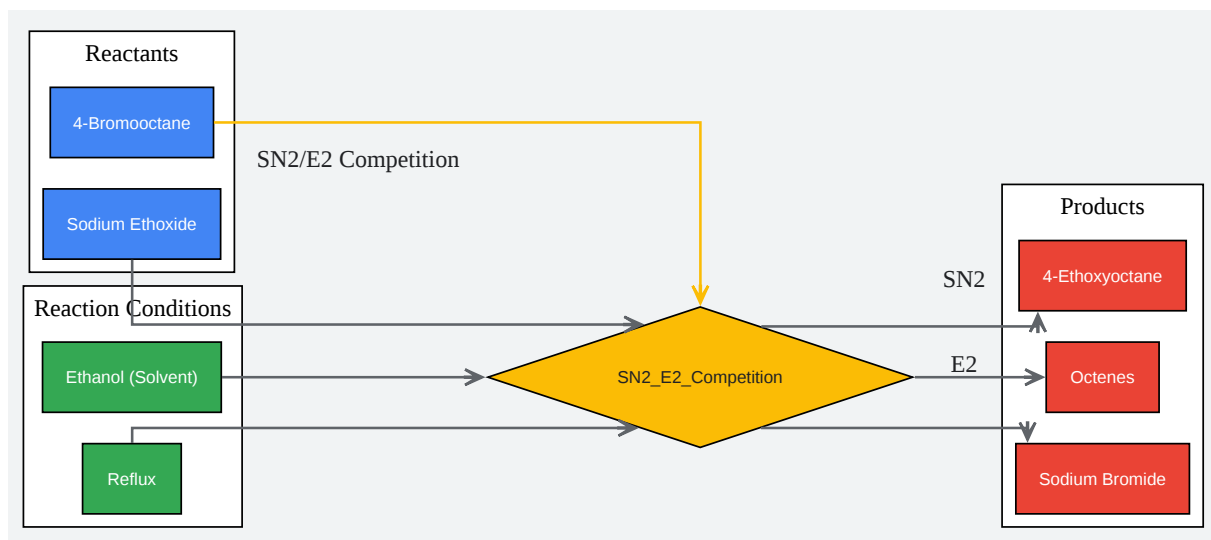 Reactants
4-Bromooctane
SN2/E2 Competition
Sodium Ethoxide
Reaction Conditions
Ethanol (Solvent)
Reflux
SN2_E2_Competition
Products
SN2
4-Ethoxyoctane
E2
Octenes
Sodium Bromide